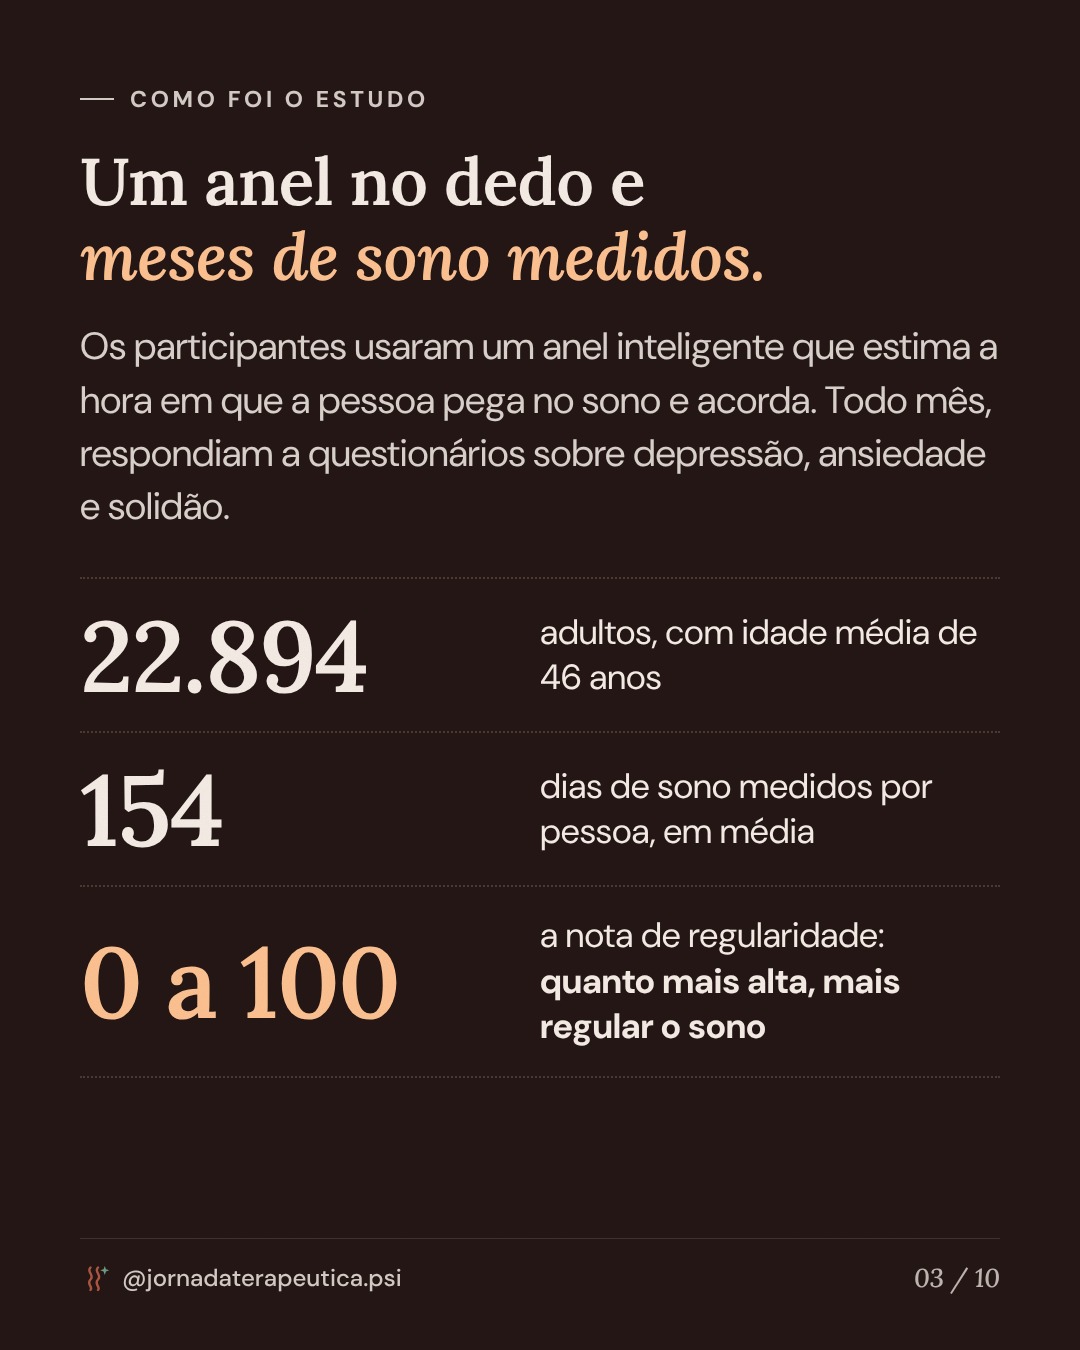 COMO FOI O ESTUDO
Um anel no dedo e
meses de sono medidos.
Os participantes usaram um anel inteligente que estima a
hora em que a pessoa pega no sono e acorda. Todo mês,
respondiam a questionários sobre depressão, ansiedade
e solidão.
22.894
adultos, com idade média de
46 anos
154
dias de sono medidos por
pessoa, em média
0 a 100
a nota de regularidade:
quanto mais alta, mais
regular o sono
@jornadaterapeutica.psi
03 / 10